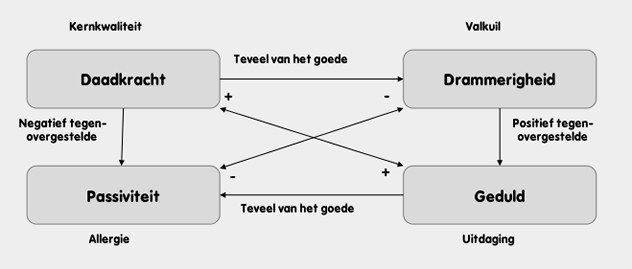 Kernkwaliteit
Valkuil
Daadkracht
Teveel van het goede
Drammerigheid
+
-
Negatief tegen-
overgestelde
Positief tegen-
overgestelde
-
+
Passiviteit
Teveel van het goede
Geduld
Allergie
Uitdaging